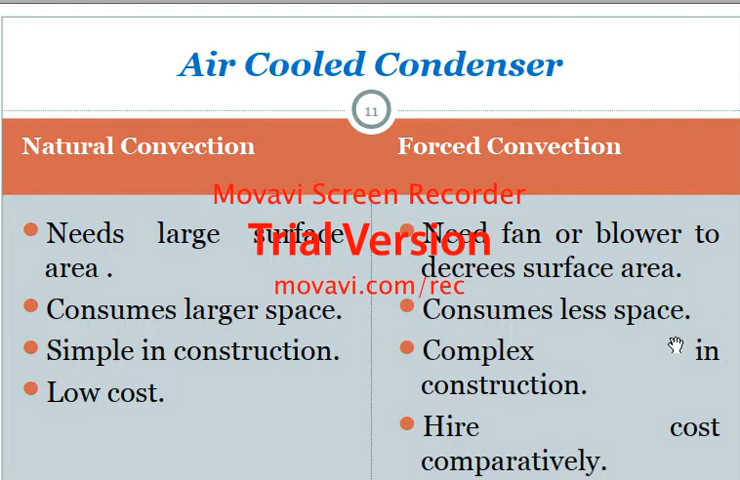 Air Cooled Condenser
11
Natural Convection
Forced Convection
Movavi Screen Recorder
Trial Version
movavi.com/rec
Needs large surface
area .
Consumes larger space.
Simple in construction.
Low cost.
Need fan or blower to
decrees surface area.
Consumes less space.
Complex in
construction.
Hire cost
comparatively.